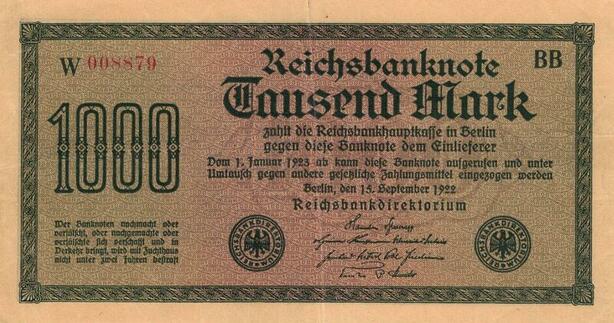 W 008879
Reichsbanknote
BB
Tausend Mark
1000
zahlt die Reichsbankhauptkasse in Berlin
gegen diese Banknote dem Einlieferer
Vom 1. Januar 1923 ab kann diese Banknote aufgerufen und unter
Umtausch gegen andere gesetzliche Zahlungsmittel eingezogen werden
Berlin, den 15. September 1922
Reichsbankdirektorium
Wer Banknoten nachmacht oder
verfälscht, oder nachgemachte oder
verfälschte sich verschafft und in
Verkehr bringt, wird mit Zuchthaus
nicht unter zwei Jahren bestraft
REICHSBANKDIREKTORIUM
REICHSBANKDIREKTORIUM